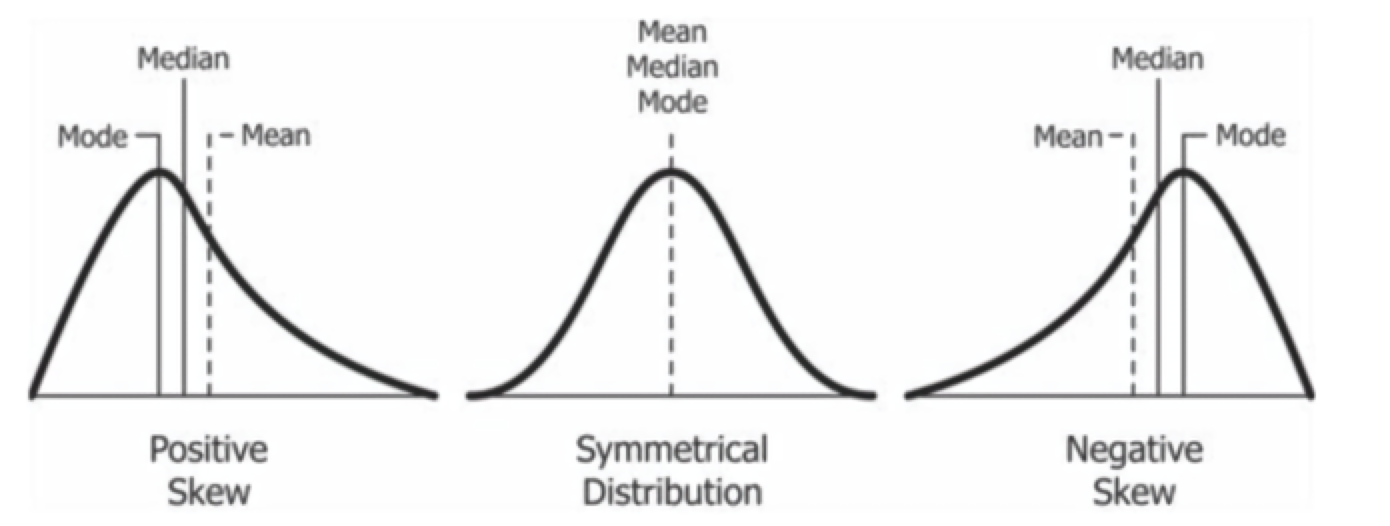 Median
Mode
Mean
Positive
Skew
Mean
Median
Mode
Symmetrical
Distribution
Median
Mean
Mode
Negative
Skew